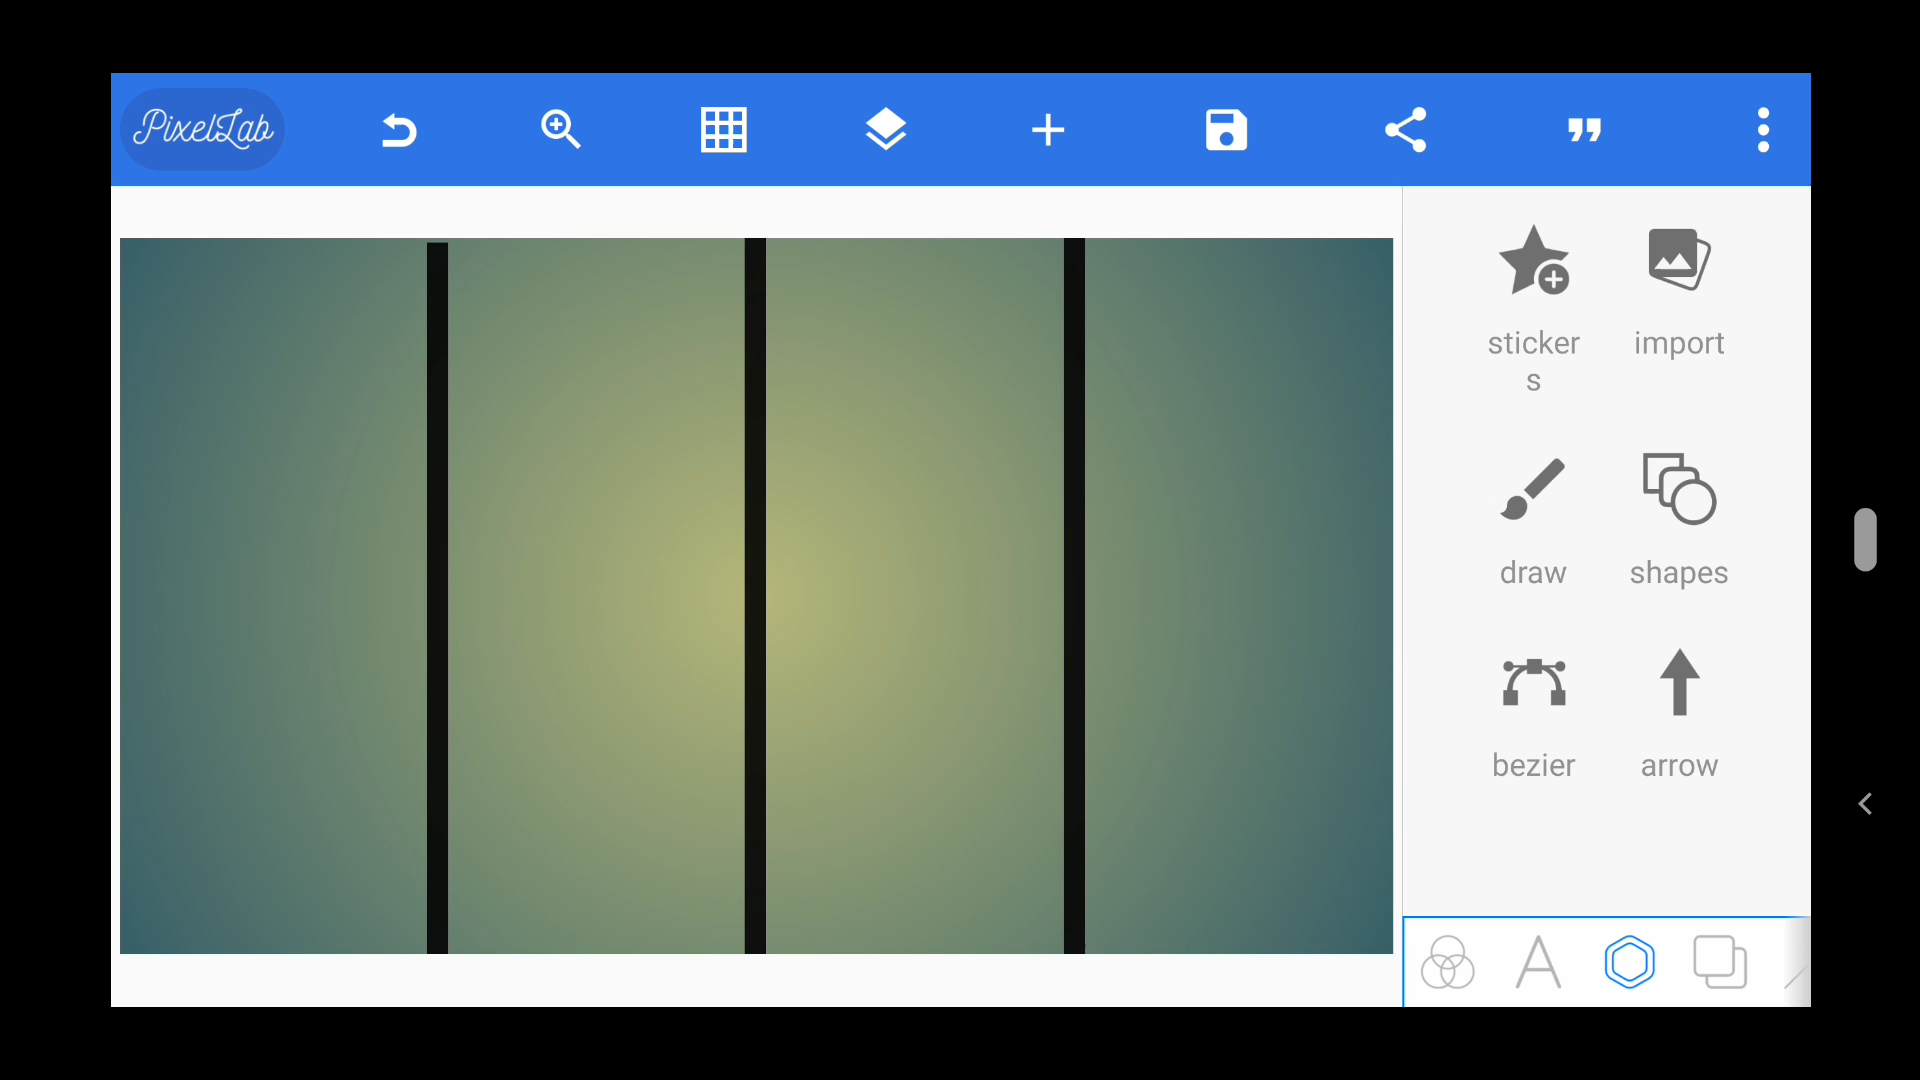 PixelLab
sticker
s
import
draw
shapes
bezier
arrow